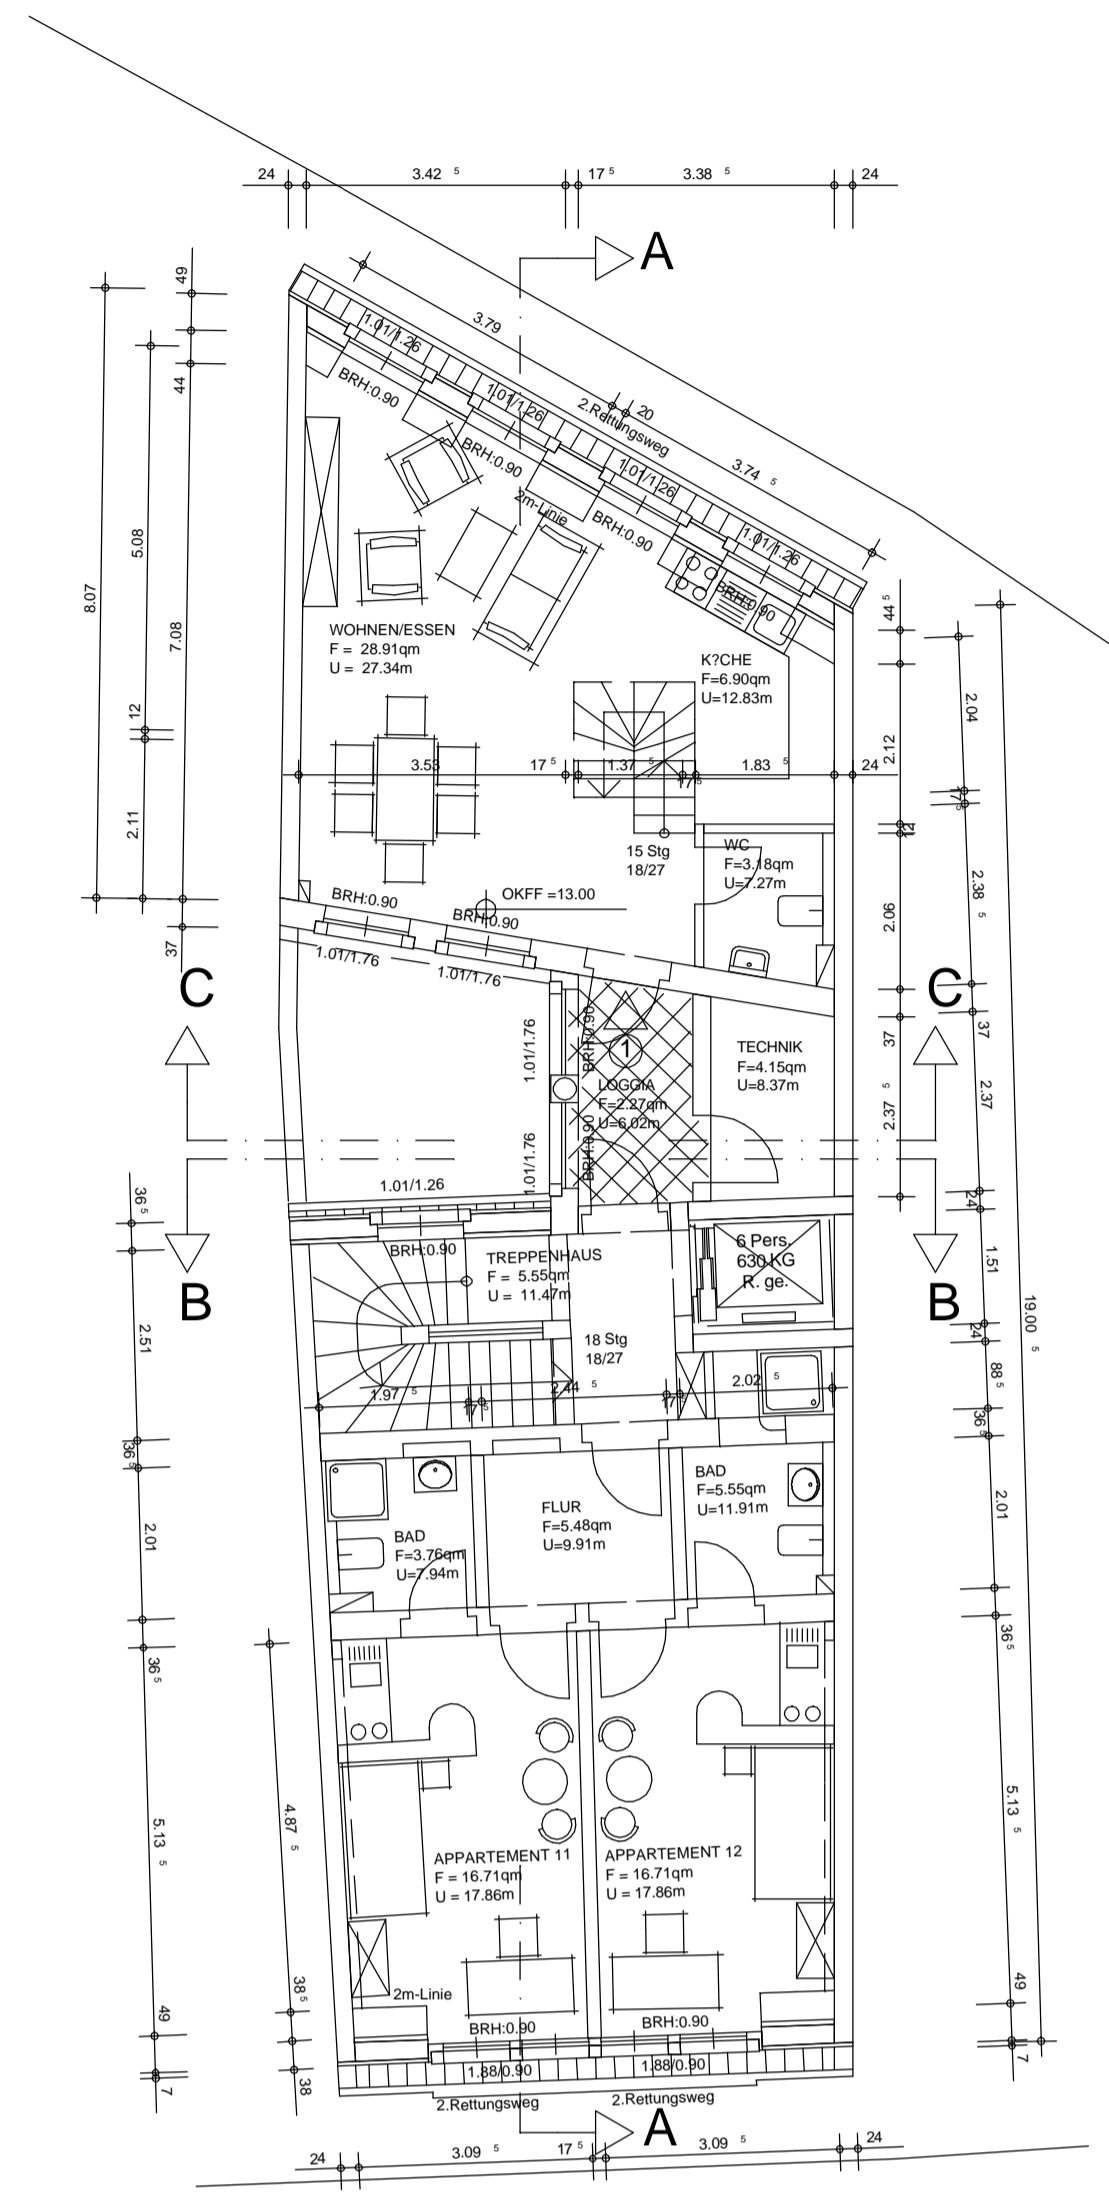 24
3.42 5
17 5
3.38 5
24
A
49
44
3.79
20
2.Rettungsweg
3.74 5
1.01/1.26
1.01/1.26
1.01/1.26
1.01/1.26
BRH:0.90
BRH:0.90
BRH:0.90
BRH:0.90
2m-Linie
8.07
5.08
7.08
12
2.11
37
WOHNEN/ESSEN
F = 28.91qm
U = 27.34m
K?CHE
F=6.90qm
U=12.83m
3.53
17 5
1.37 5
17 5
1.83 5
24
15 Stg
18/27
WC
F=3.18qm
U=7.27m
OKFF =13.00
BRH:0.90
BRH:0.90
1.01/1.76
1.01/1.76
44 5
2.12
12
2.06
37
2.37 5
2.04
17 5
2.38 5
37
2.37
24
1.51
24
88 5
36 5
2.01
36 5
5.13 5
49
7
19.00 5
C
C
1.01/1.76
1.01/1.76
BRH:0.90
BRH:0.90
1
LOGGIA
F=2.27qm
U=6.02m
TECHNIK
F=4.15qm
U=8.37m
B
B
1.01/1.26
BRH:0.90
TREPPENHAUS
F = 5.55qm
U = 11.47m
6 Pers.
630 KG
R. ge.
18 Stg
18/27
1.97 5
17 5
2.44 5
17 5
2.02 5
36 5
2.51
36 5
2.01
36 5
5.13 5
49
7
4.87 5
38 5
38
BAD
F=3.76qm
U=7.94m
FLUR
F=5.48qm
U=9.91m
BAD
F=5.55qm
U=11.91m
APPARTEMENT 11
F = 16.71qm
U = 17.86m
APPARTEMENT 12
F = 16.71qm
U = 17.86m
2m-Linie
BRH:0.90
BRH:0.90
1.88/0.90
1.88/0.90
2.Rettungsweg
2.Rettungsweg
A
24
3.09 5
17 5
3.09 5
24